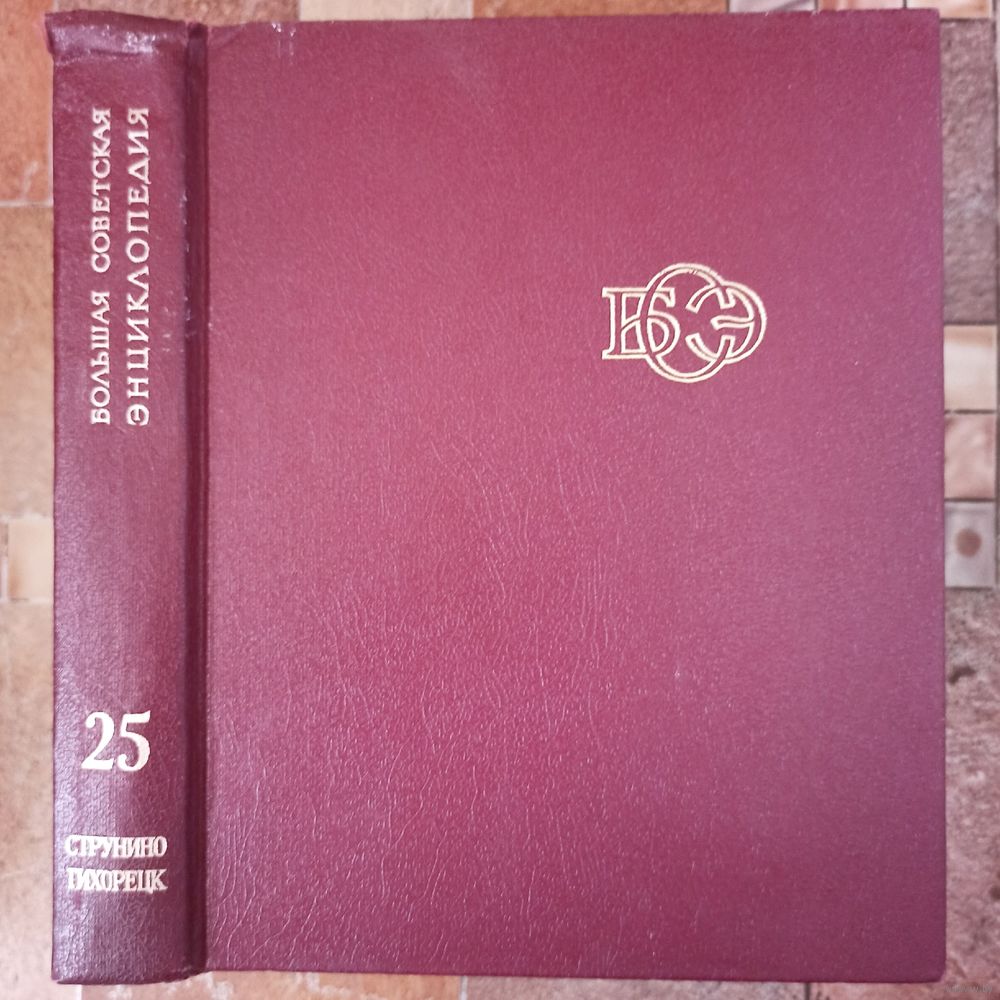 БОЛЬШАЯ СОВЕТСКАЯ
ЭНЦИКЛОПЕДИЯ
25
СТРУНИНО
ТИХОРЕЦК
БСЭ